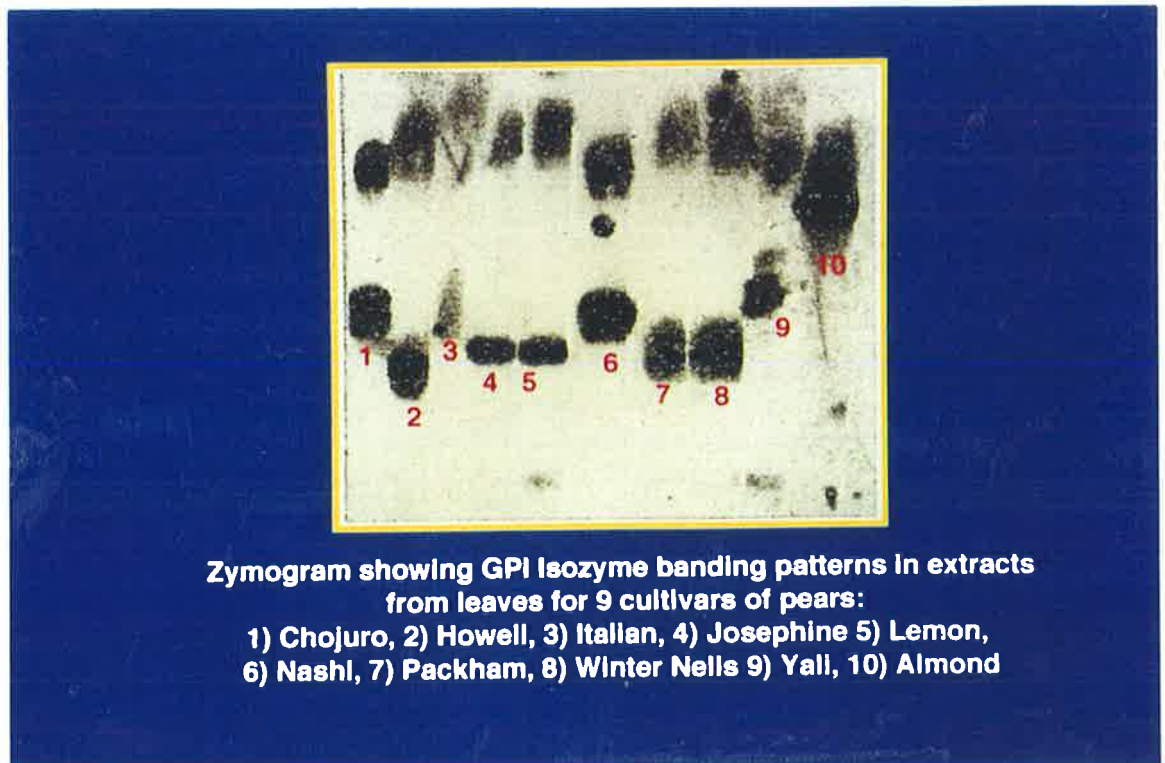 1
2
3
4
5
6
7
8
9
10
Zymogram showing GPI Isozyme banding patterns in extracts
from leaves for 9 cultivars of pears:
1) Chojuro, 2) Howell, 3) Italian, 4) Josephine 5) Lemon,
6) Nashi, 7) Packham, 8) Winter Nells 9) Yali, 10) Almond